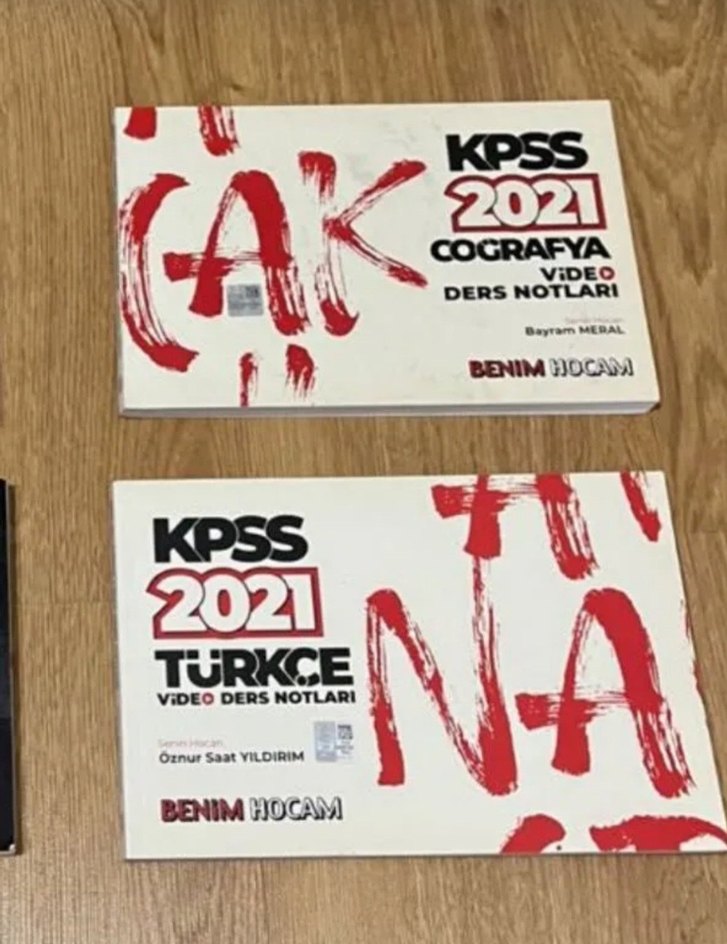 ÇAK
KPSS
2021
COĞRAFYA
VİDEO
DERS NOTLARI
Senin Hocan
Bayram MERAL
BENİM HOCAM
KPSS
2021
TÜRKÇE
VİDEO DERS NOTLARI
Senin Hocan
Öznur Saat YILDIRIM
BENİM HOCAM
NA